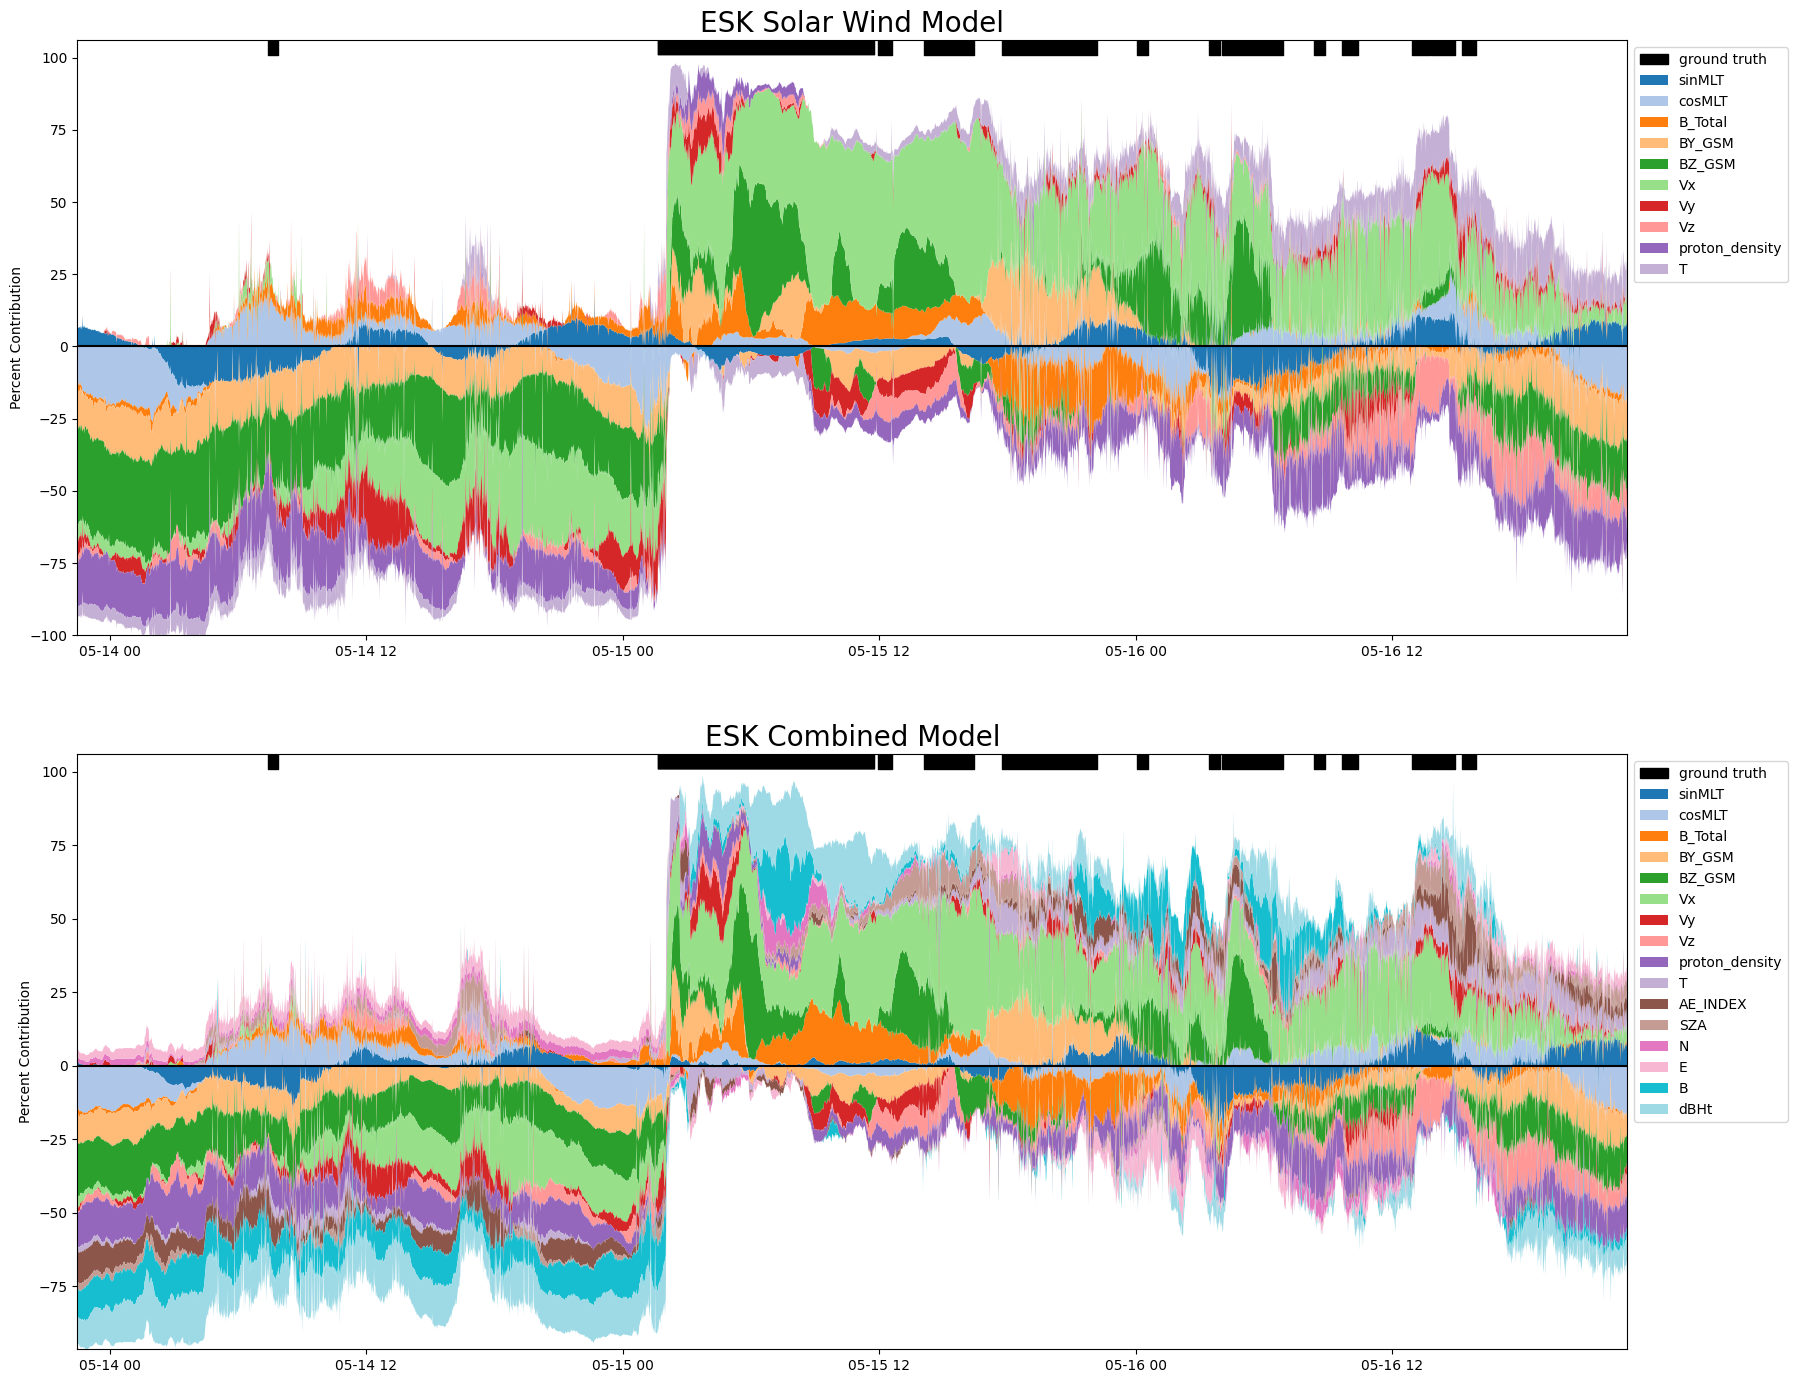 ESK Solar Wind Model
100
75
50
25
0
−25
−50
−75
−100
Percent Contribution
05-14 00
05-14 12
05-15 00
05-15 12
05-16 00
05-16 12
ground truth
sinMLT
cosMLT
B_Total
BY_GSM
BZ_GSM
Vx
Vy
Vz
proton_density
T
ESK Combined Model
100
75
50
25
0
−25
−50
−75
Percent Contribution
05-14 00
05-14 12
05-15 00
05-15 12
05-16 00
05-16 12
ground truth
sinMLT
cosMLT
B_Total
BY_GSM
BZ_GSM
Vx
Vy
Vz
proton_density
T
AE_INDEX
SZA
N
E
B
dBHt